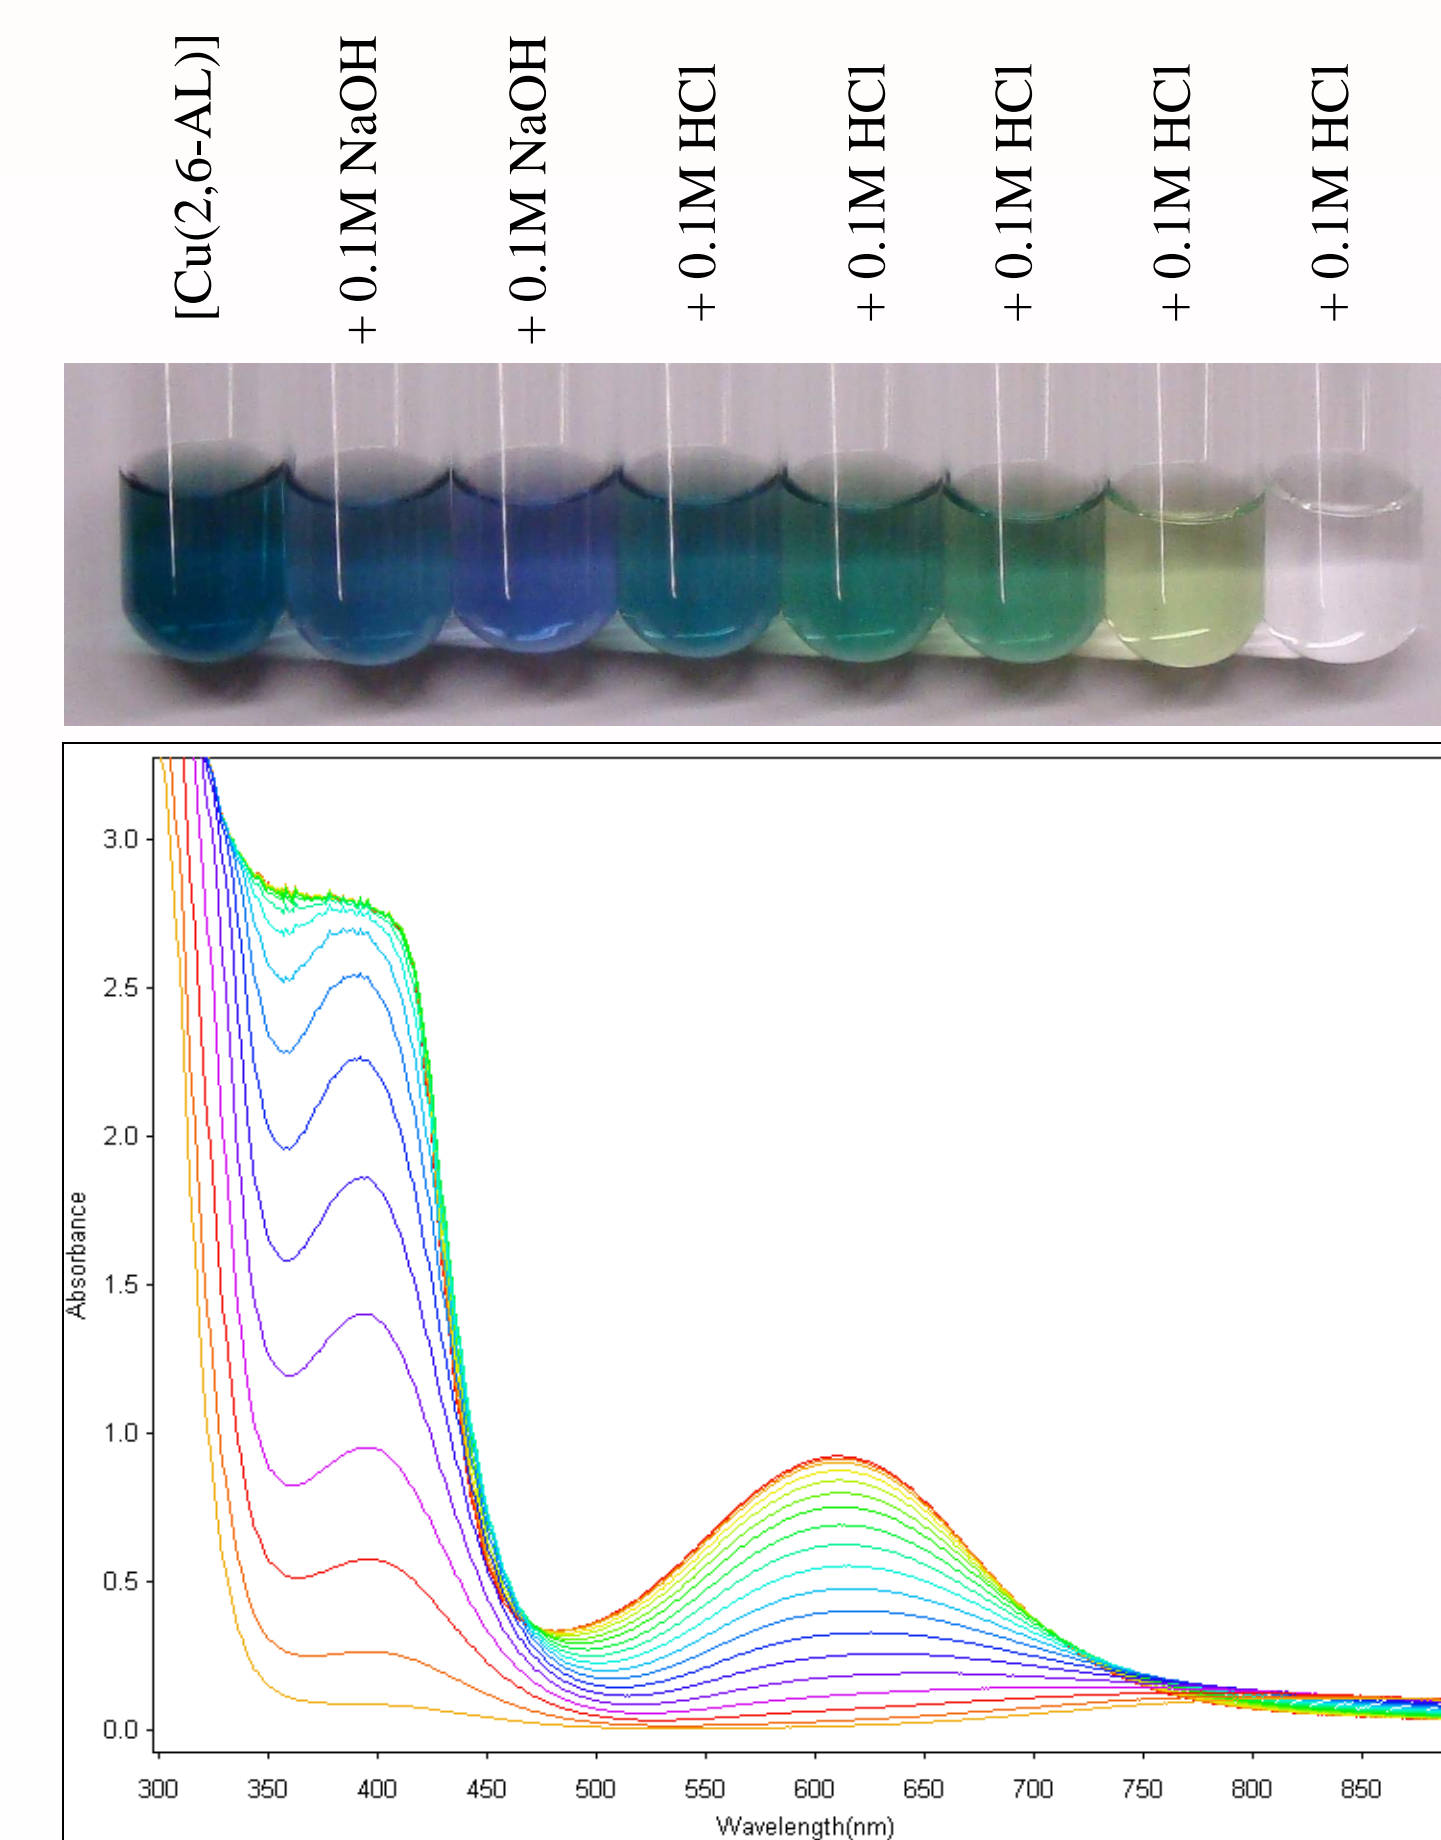 [Cu(2,6-AL)]
+ 0.1M NaOH
+ 0.1M NaOH
+ 0.1M HCl
+ 0.1M HCl
+ 0.1M HCl
+ 0.1M HCl
+ 0.1M HCl
3.0
2.5
2.0
1.5
1.0
0.5
0.0
Absorbance
300 350 400 450 500 550 600 650 700 750 800 850
Wavelength(nm)